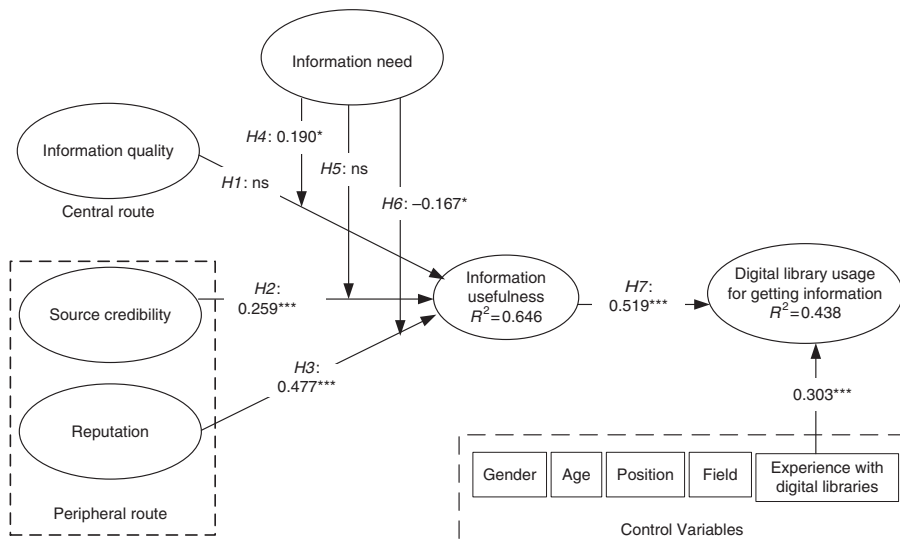 Information need
H4: 0.190*
Information quality
H5: ns
H1: ns
Central route
H6: –0.167*
Source credibility
H2:
0.259***
Information
usefulness
R²=0.646
H7:
0.519***
Digital library usage
for getting information
R²=0.438
H3:
0.477***
Reputation
Peripheral route
0.303***
Gender
Age
Position
Field
Experience with
digital libraries
Control Variables